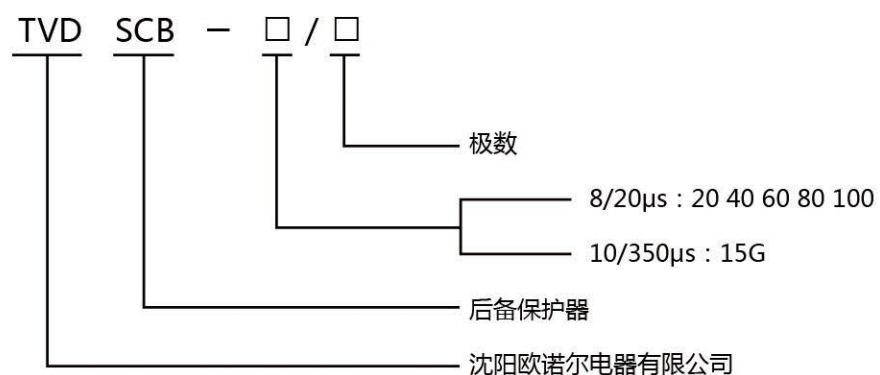 TVD SCB － □ / □
极数
8/20μs : 20 40 60 80 100
10/350μs : 15G
后备保护器
沈阳欧诺尔电器有限公司